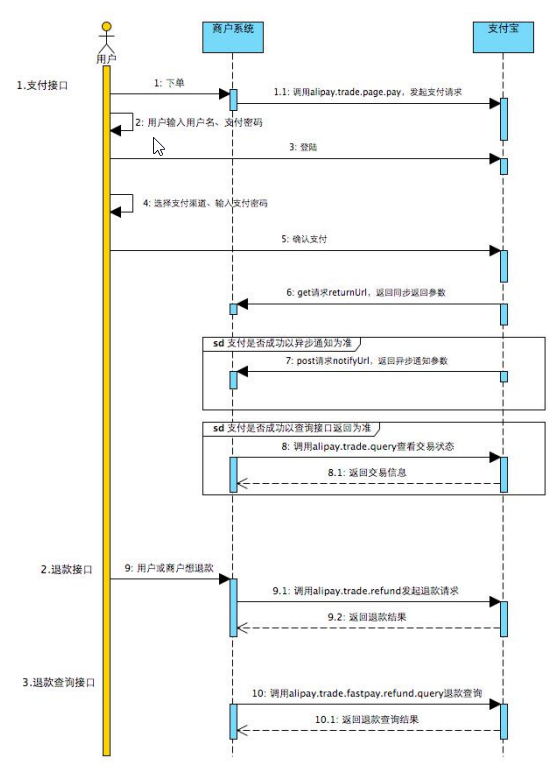 商户系统
支付宝
用户
1.支付接口
1: 下单
1.1: 调用alipay.trade.page.pay，发起支付请求
2: 用户输入用户名、支付密码
3: 登陆
4: 选择支付渠道、输入支付密码
5: 确认支付
6: get请求returnUrl，返回同步返回参数
sd 支付是否成功以异步通知为准
7: post请求notifyUrl，返回异步通知参数
sd 支付是否成功以查询接口返回为准
8: 调用alipay.trade.query查看交易状态
8.1: 返回交易信息
2.退款接口
9: 用户或商户想退款
9.1: 调用alipay.trade.refund发起退款请求
9.2: 返回退款结果
3.退款查询接口
10: 调用alipay.trade.fastpay.refund.query退款查询
10.1: 返回退款查询结果